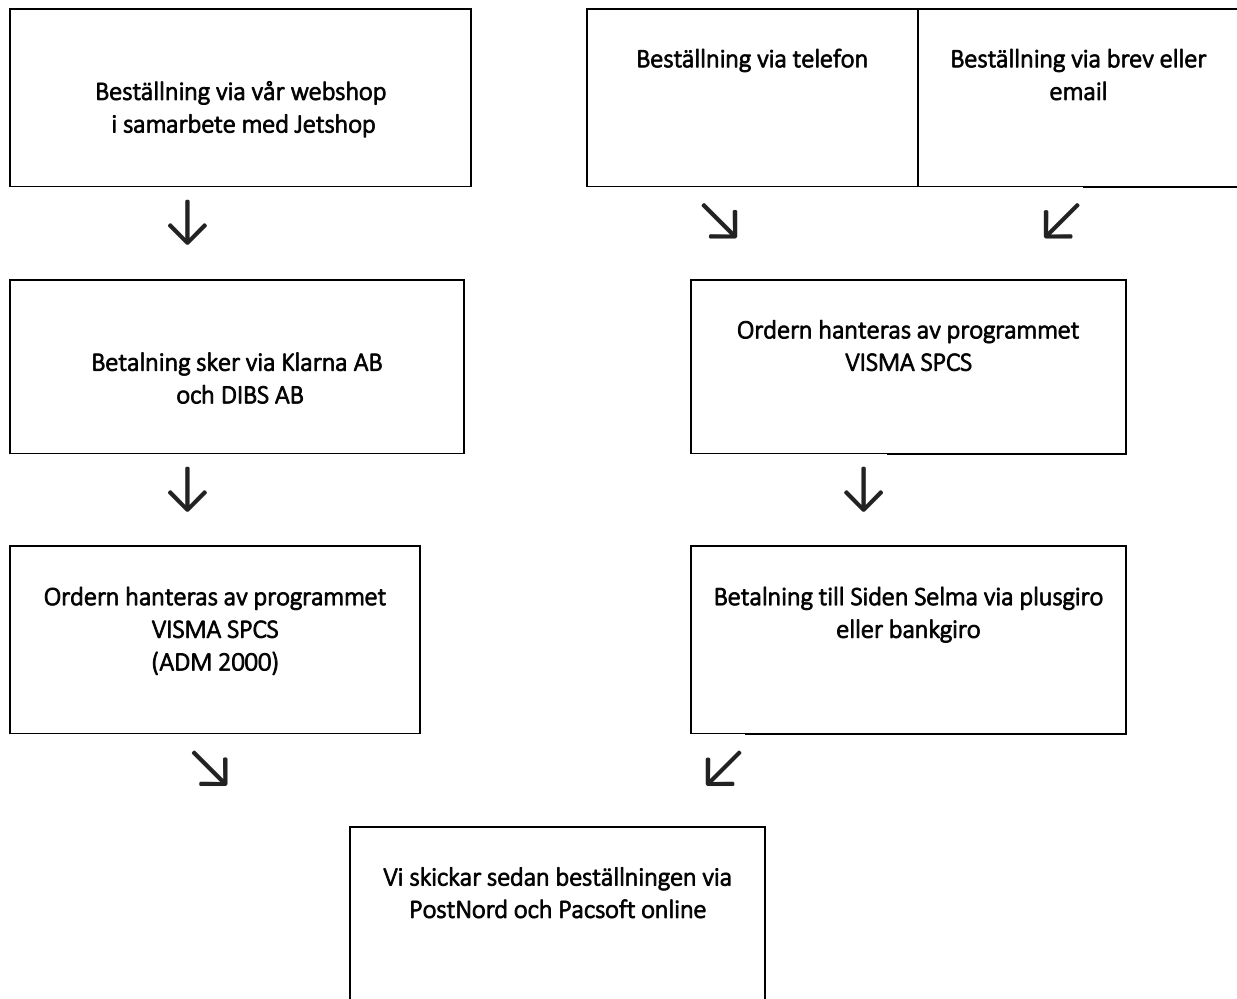 Beställning via vår webshop
i samarbete med Jetshop
Beställning via telefon
Beställning via brev eller
email
Betalning sker via Klarna AB
och DIBS AB
Ordern hanteras av programmet
VISMA SPCS
Ordern hanteras av programmet
VISMA SPCS
(ADM 2000)
Betalning till Siden Selma via plusgiro
eller bankgiro
Vi skickar sedan beställningen via
PostNord och Pacsoft online